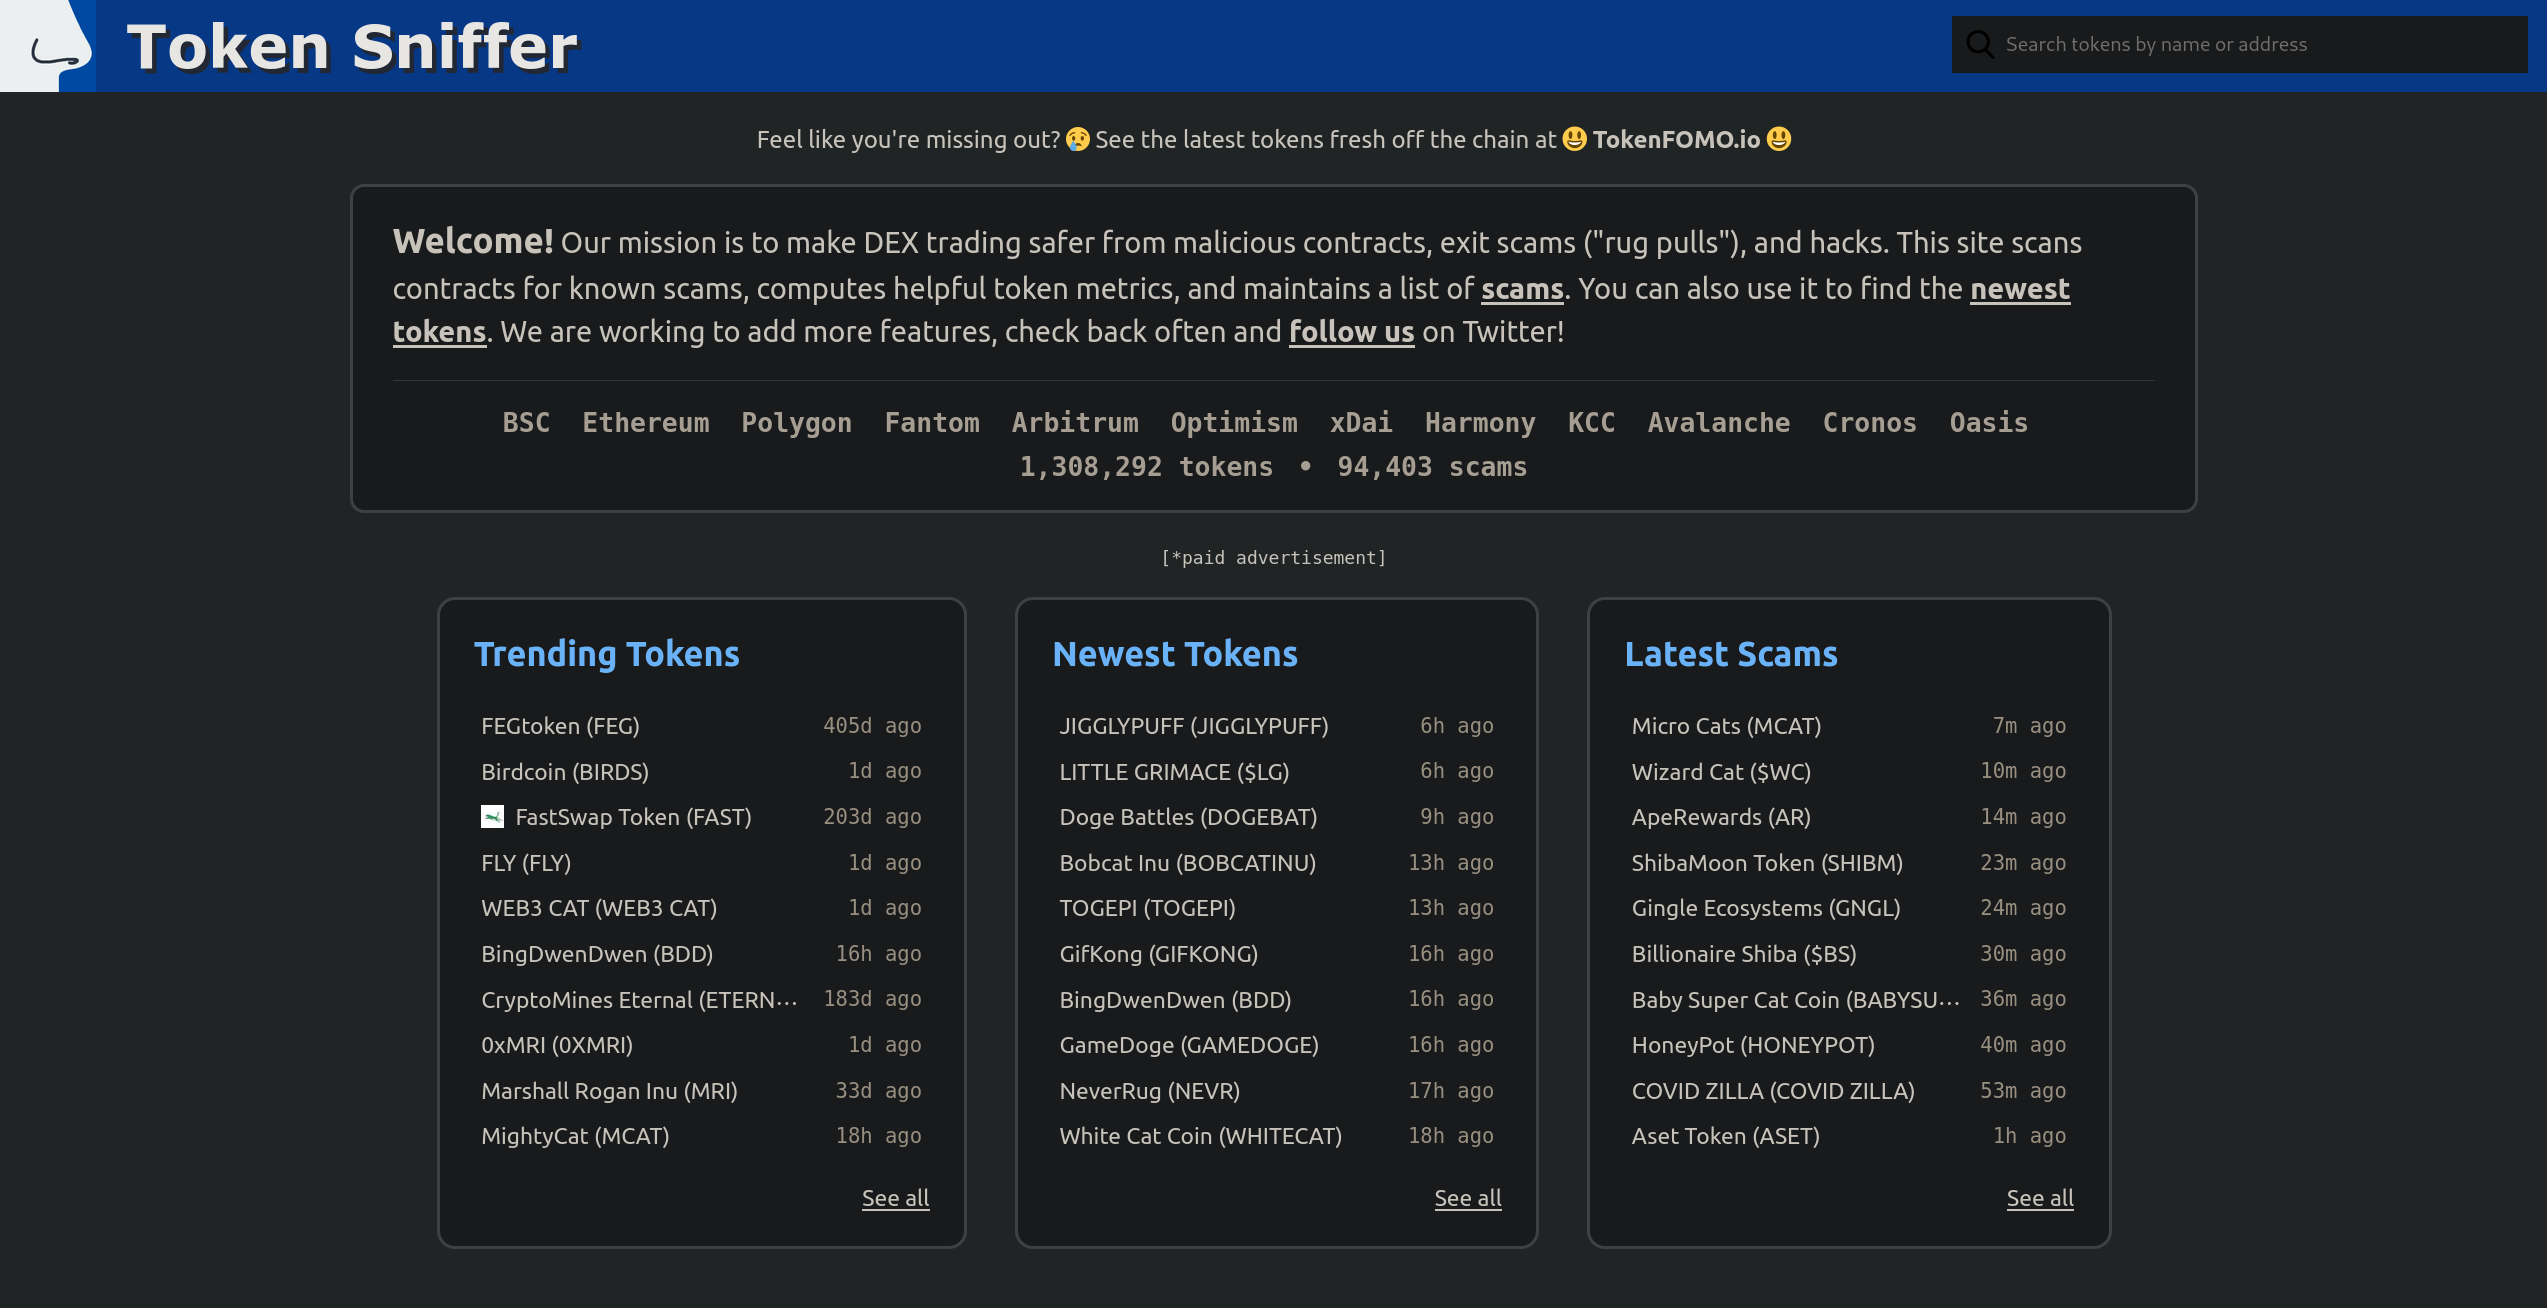 Token Sniffer
Search tokens by name or address
Feel like you're missing out? 😢 See the latest tokens fresh off the chain at 😃 TokenFOMO.io 😃
Welcome! Our mission is to make DEX trading safer from malicious contracts, exit scams ("rug pulls"), and hacks. This site scans
contracts for known scams, computes helpful token metrics, and maintains a list of scams. You can also use it to find the newest
tokens. We are working to add more features, check back often and follow us on Twitter!
BSC Ethereum Polygon Fantom Arbitrum Optimism xDai Harmony KCC Avalanche Cronos Oasis
1,308,292 tokens • 94,403 scams
[*paid advertisement]
Trending Tokens
FEGtoken (FEG) 405d ago
Birdcoin (BIRDS) 1d ago
FastSwap Token (FAST) 203d ago
FLY (FLY) 1d ago
WEB3 CAT (WEB3 CAT) 1d ago
BingDwenDwen (BDD) 16h ago
CryptoMines Eternal (ETERN… 183d ago
0xMRI (0XMRI) 1d ago
Marshall Rogan Inu (MRI) 33d ago
MightyCat (MCAT) 18h ago
See all
Newest Tokens
JIGGLYPUFF (JIGGLYPUFF) 6h ago
LITTLE GRIMACE ($LG) 6h ago
Doge Battles (DOGEBAT) 9h ago
Bobcat Inu (BOBCATINU) 13h ago
TOGEPI (TOGEPI) 13h ago
GifKong (GIFKONG) 16h ago
BingDwenDwen (BDD) 16h ago
GameDoge (GAMEDOGE) 16h ago
NeverRug (NEVR) 17h ago
White Cat Coin (WHITECAT) 18h ago
See all
Latest Scams
Micro Cats (MCAT) 7m ago
Wizard Cat ($WC) 10m ago
ApeRewards (AR) 14m ago
ShibaMoon Token (SHIBM) 23m ago
Gingle Ecosystems (GNGL) 24m ago
Billionaire Shiba ($BS) 30m ago
Baby Super Cat Coin (BABYSU… 36m ago
HoneyPot (HONEYPOT) 40m ago
COVID ZILLA (COVID ZILLA) 53m ago
Aset Token (ASET) 1h ago
See all